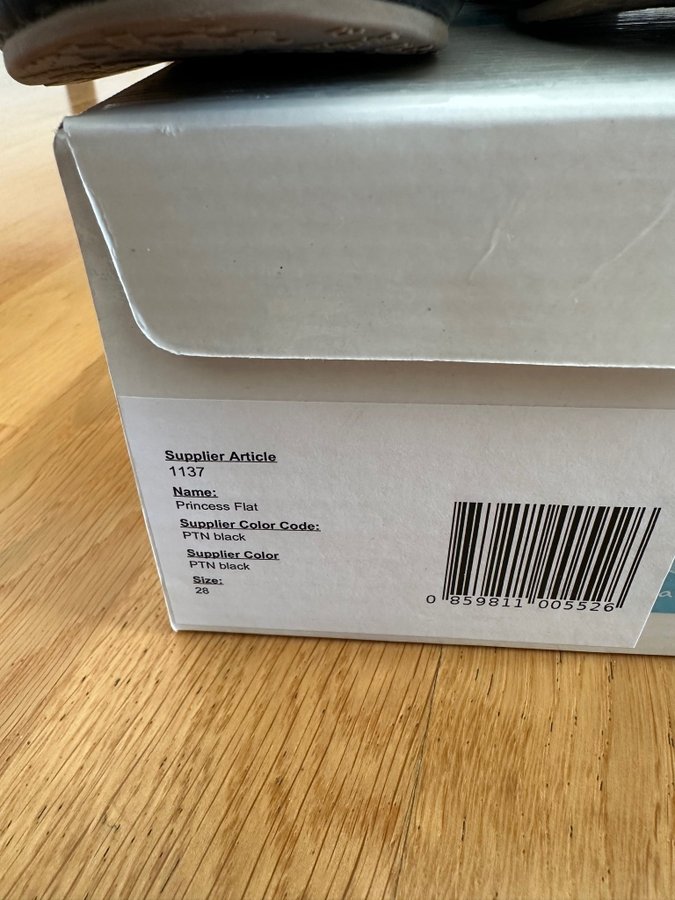 Supplier Article
1137
Name:
Princess Flat
Supplier Color Code:
PTN black
Supplier Color
PTN black
Size:
28
0 859811 005526
a